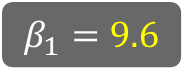 β₁ = 9.6